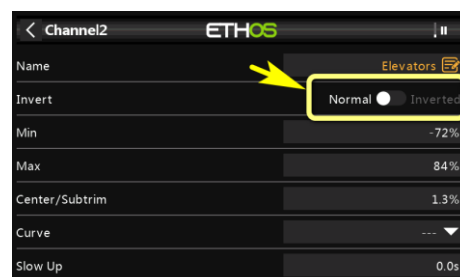 Channel2 ETHOS
Name Elevators
Invert Normal Inverted
Min -72%
Max 84%
Center/Subtrim 1.3%
Curve ---
Slow Up 0.0s